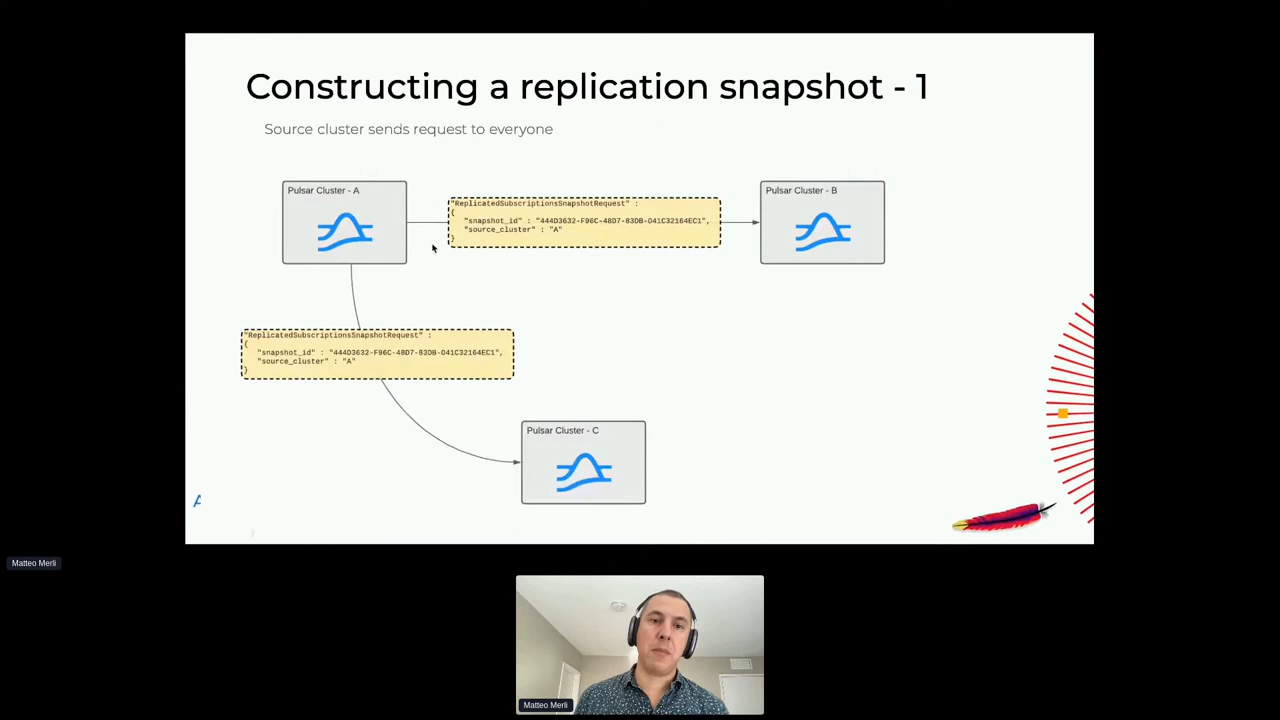 Constructing a replication snapshot - 1
Source cluster sends request to everyone
Pulsar Cluster - A
"ReplicatedSubscriptionsSnapshotRequest" :
{
"snapshot_id" : "444D3632-F96C-48D7-83DB-041C32164EC1",
"source_cluster" : "A"
}
Pulsar Cluster - B
"ReplicatedSubscriptionsSnapshotRequest" :
{
"snapshot_id" : "444D3632-F96C-48D7-83DB-041C32164EC1",
"source_cluster" : "A"
}
Pulsar Cluster - C
Matteo Merli
Matteo Merli